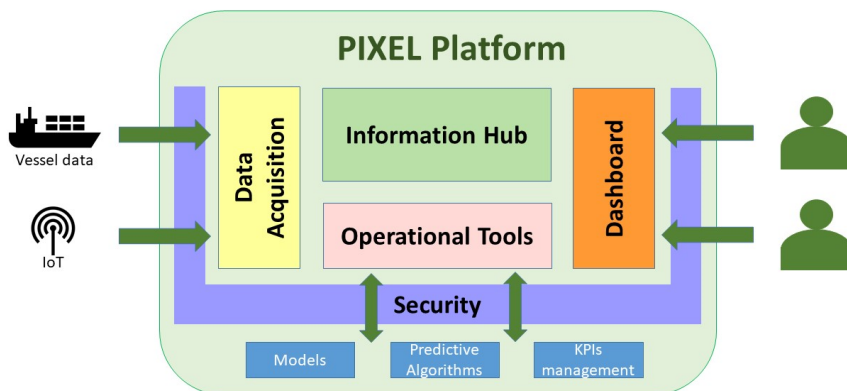 PIXEL Platform
Vessel data
IoT
Data
Acquisition
Information Hub
Operational Tools
Dashboard
Security
Models
Predictive
Algorithms
KPIs
management